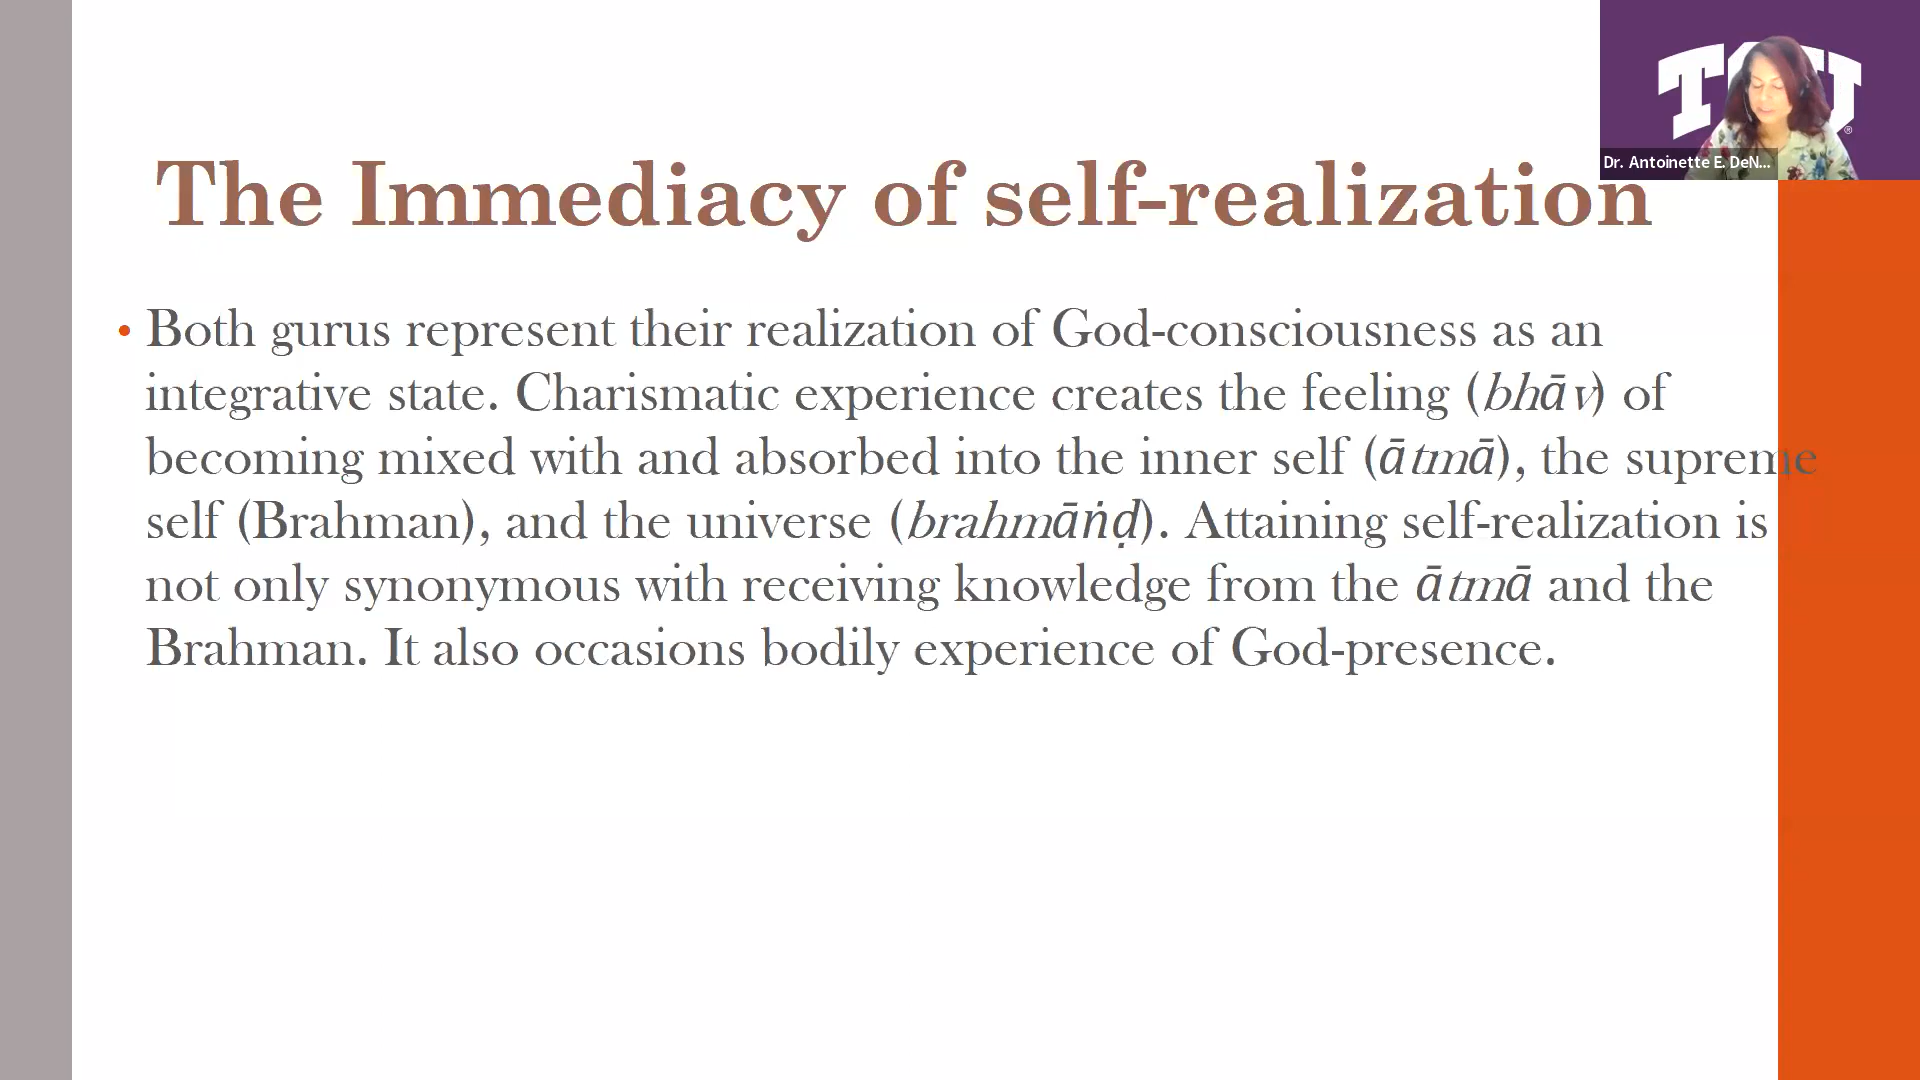 Dr. Antoinette E. DeN...
The Immediacy of self-realization
• Both gurus represent their realization of God-consciousness as an
integrative state. Charismatic experience creates the feeling (bhāv) of
becoming mixed with and absorbed into the inner self (ātmā), the supreme
self (Brahman), and the universe (brahmāṅḍ). Attaining self-realization is
not only synonymous with receiving knowledge from the ātmā and the
Brahman. It also occasions bodily experience of God-presence.